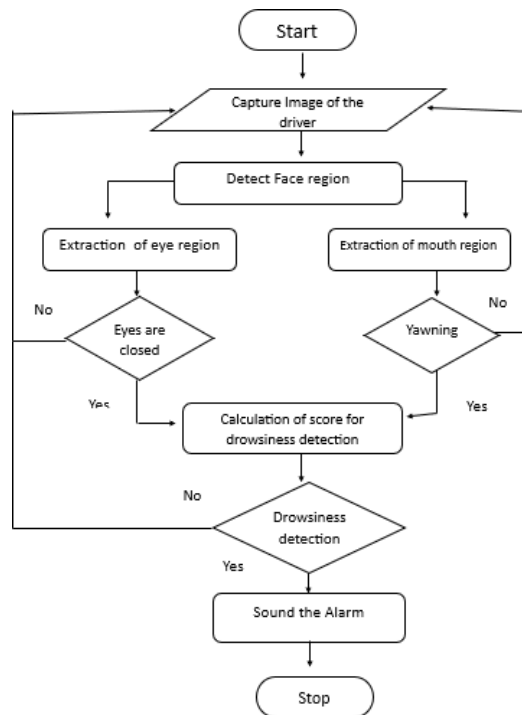 Start
Capture Image of the
driver
Detect Face region
Extraction of eye region
Extraction of mouth region
No
No
Eyes are
closed
Yawning
Yes
Yes
Calculation of score for
drowsiness detection
No
Drowsiness
detection
Yes
Sound the Alarm
Stop